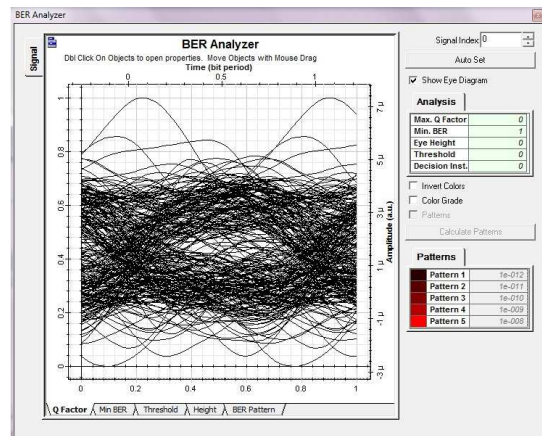 BER Analyzer
Signal
BER Analyzer
Dbl Click On Objects to open properties. Move Objects with Mouse Drag
Time (bit period)
0 0.5 1
1
0.8
0.6
0.4
0.2
0
7 µ
5 µ
3 µ
1 µ
-1 µ
-3 µ
Amplitude (a.u.)
0 0.2 0.4 0.6 0.8 1
Q Factor Min BER Threshold Height BER Pattern
Signal Index: 0
Auto Set
Show Eye Diagram
Analysis
Max. Q Factor 0
Min. BER 1
Eye Height 0
Threshold 0
Decision Inst. 0
Invert Colors
Color Grade
Patterns
Calculate Patterns
Patterns
Pattern 1 1e-012
Pattern 2 1e-011
Pattern 3 1e-010
Pattern 4 1e-009
Pattern 5 1e-008